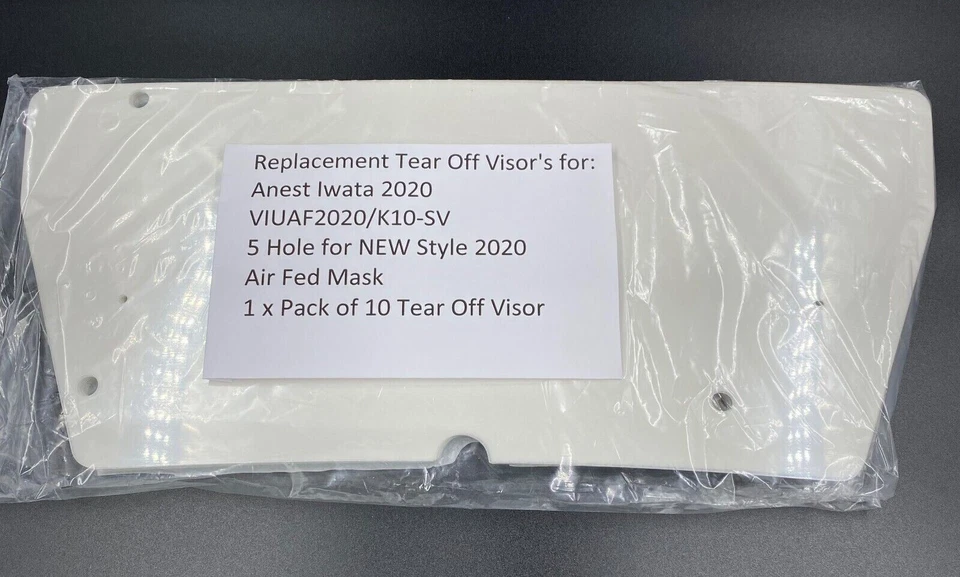 Replacement Tear Off Visor's for:
Anest Iwata 2020
VIUAF2020/K10-SV
5 Hole for NEW Style 2020
Air Fed Mask
1 x Pack of 10 Tear Off Visor